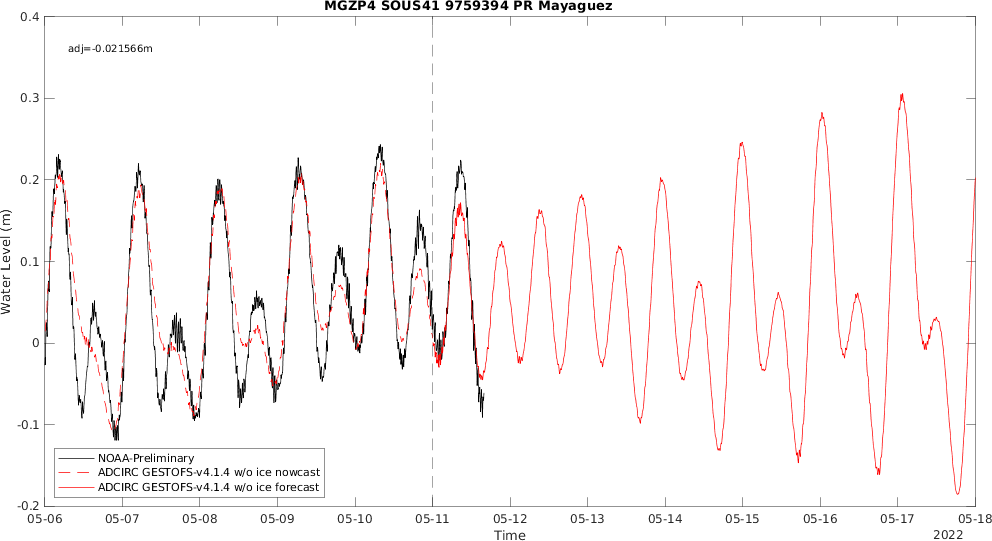 MGZP4 SOUS41 9759394 PR Mayaguez
adj=-0.021566m
Water Level (m)
0.4
0.3
0.2
0.1
0
-0.1
-0.2
NOAA-Preliminary
ADCIRC GESTOFS-v4.1.4 w/o ice nowcast
ADCIRC GESTOFS-v4.1.4 w/o ice forecast
05-06 05-07 05-08 05-09 05-10 05-11 05-12 05-13 05-14 05-15 05-16 05-17 05-18
Time
2022